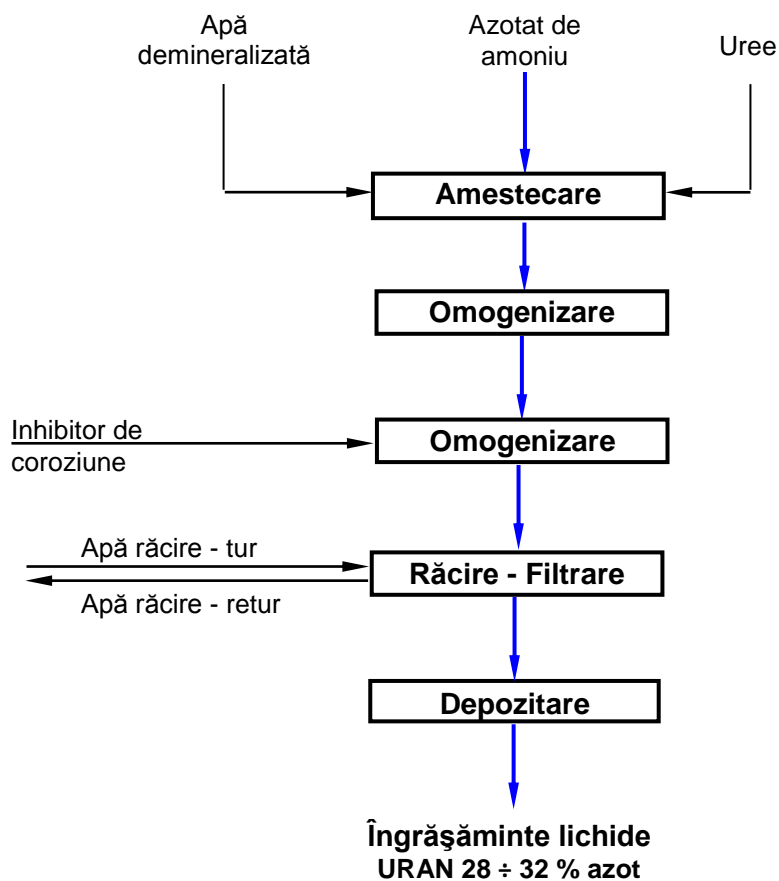 Apă
demineralizată
Azotat de
amoniu
Uree
Amestecare
Omogenizare
Inhibitor de
coroziune
Omogenizare
Apă răcire - tur
Răcire - Filtrare
Apă răcire - retur
Depozitare
Îngrăşăminte lichide
URAN 28 ÷ 32 % azot